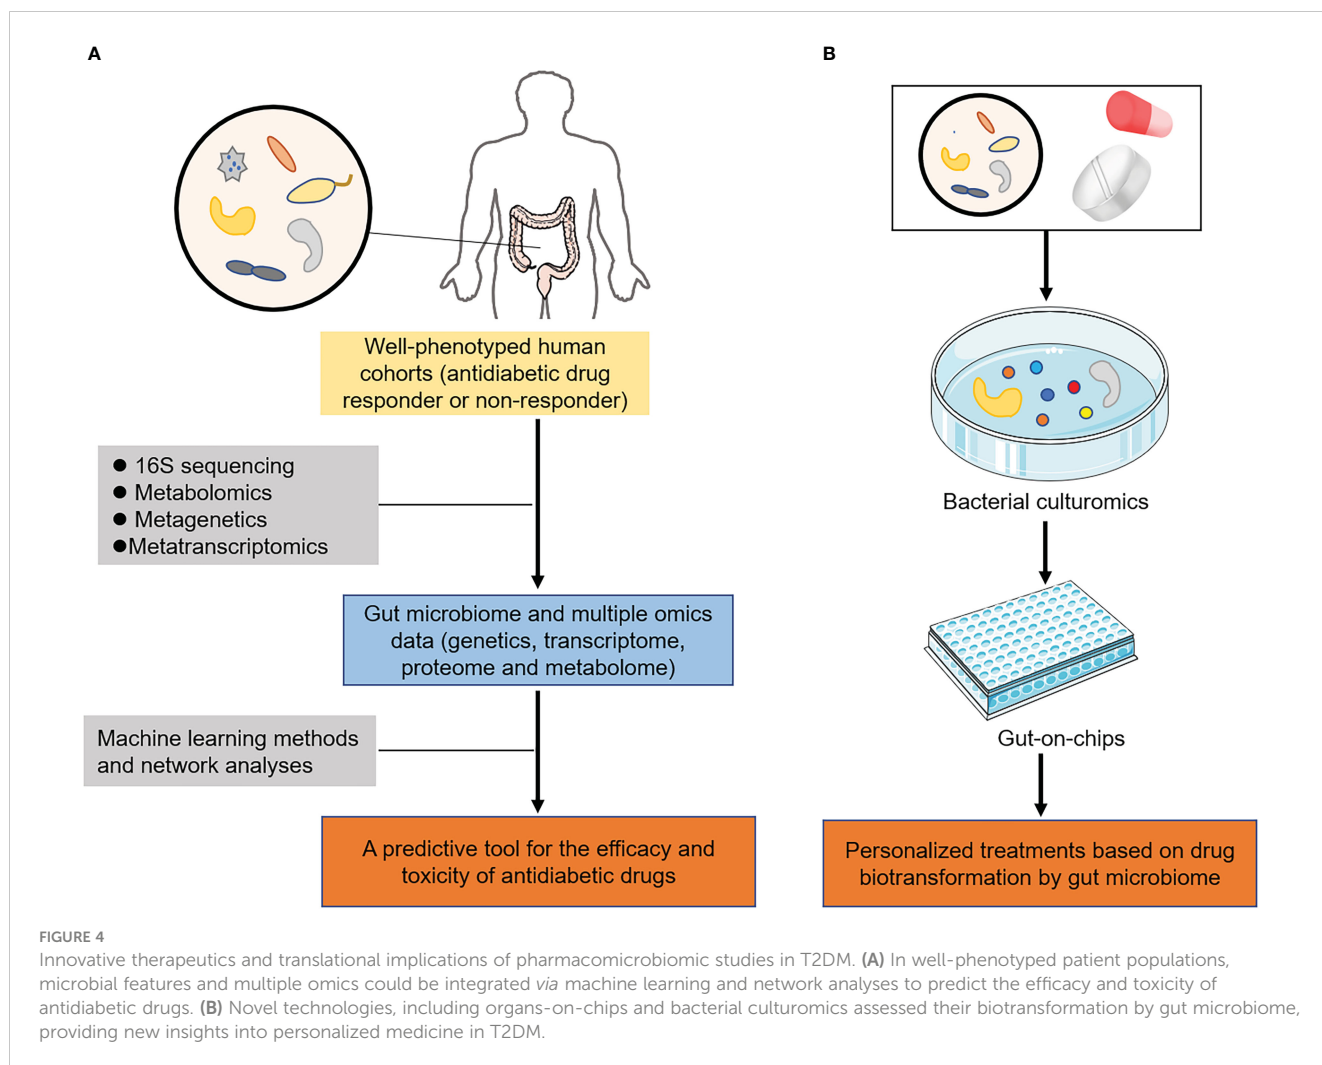 A
Well-phenotyped human
cohorts (antidiabetic drug
responder or non-responder)
● 16S sequencing
● Metabolomics
● Metagenetics
●Metatranscriptomics
Gut microbiome and multiple omics
data (genetics, transcriptome,
proteome and metabolome)
Machine learning methods
and network analyses
A predictive tool for the efficacy and
toxicity of antidiabetic drugs
B
Bacterial culturomics
Gut-on-chips
Personalized treatments based on drug
biotransformation by gut microbiome
FIGURE 4
Innovative therapeutics and translational implications of pharmacomicrobiomic studies in T2DM. (A) In well-phenotyped patient populations,
microbial features and multiple omics could be integrated via machine learning and network analyses to predict the efficacy and toxicity of
antidiabetic drugs. (B) Novel technologies, including organs-on-chips and bacterial culturomics assessed their biotransformation by gut microbiome,
providing new insights into personalized medicine in T2DM.